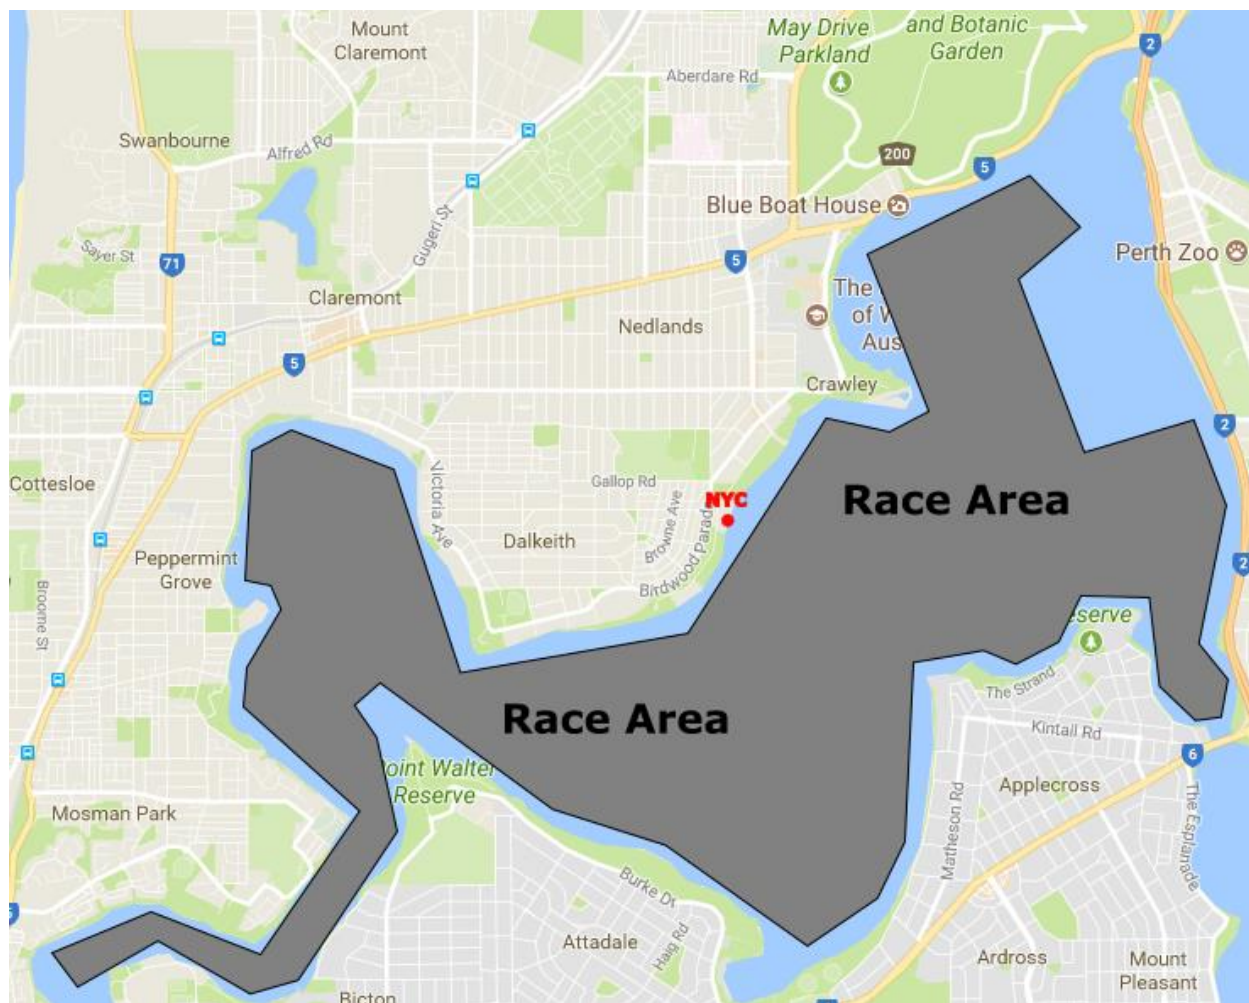 Mount
Claremont
May Drive
Parkland
and Botanic
Garden
2
Aberdare Rd
Swanbourne
Alfred Rd
200
5
Blue Boat House
Gugeri St
Sayer St
71
5
Perth Zoo
Claremont
The
of W
Aus
Nedlands
5
Crawley
2
Cottesloe
Victoria Ave
Gallop Rd
NYC
Race Area
Browne Ave
Dalkeith
Birdwood Parad
Peppermint
Grove
2
Broome St
eserve
The Strand
Race Area
Kintail Rd
6
oint Walter
Reserve
Applecross
Mosman Park
Matheson Rd
The Esplanade
Burke Dr
Attadale
Haig Rd
Ardross
Mount
Pleasant
Bicton